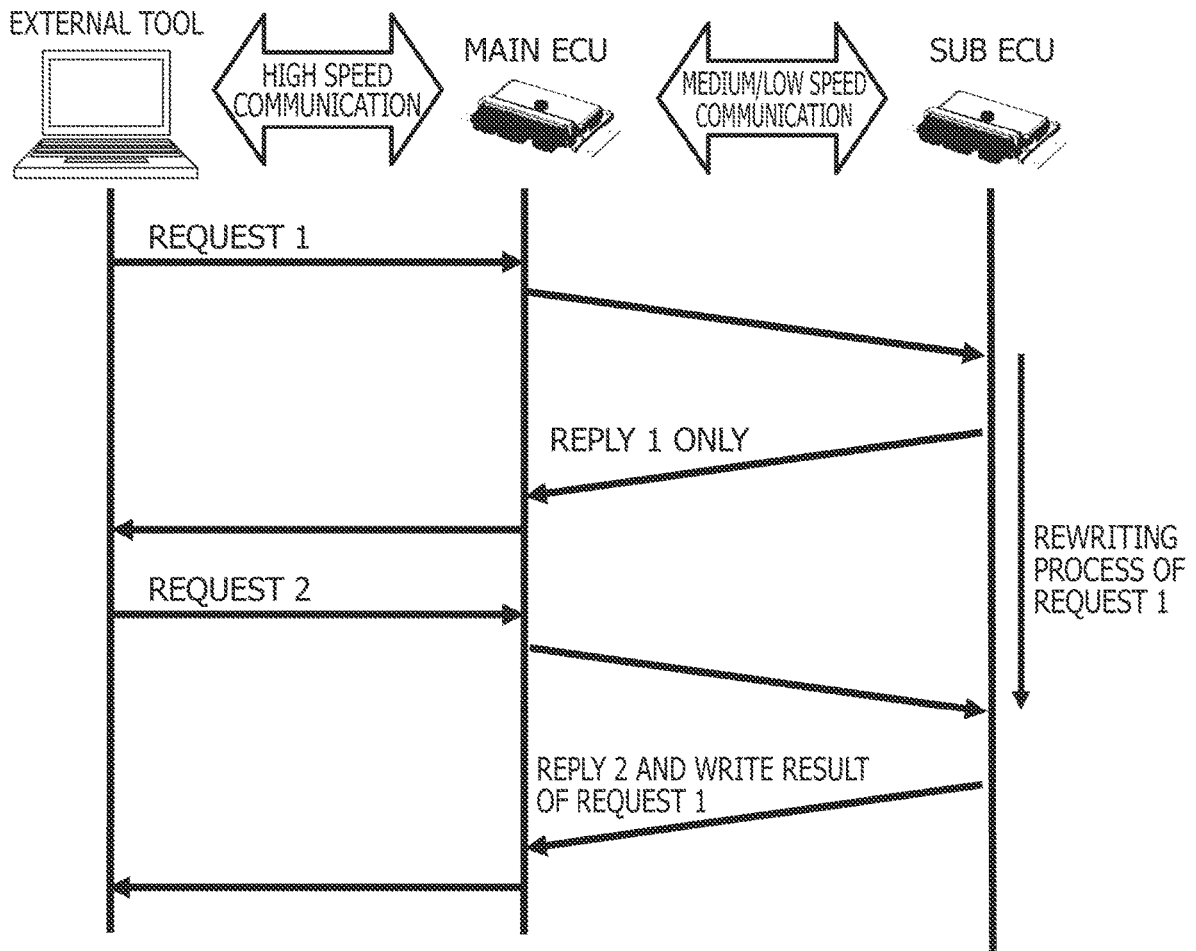 EXTERNAL TOOL
HIGH SPEED
COMMUNICATION
MAIN ECU
MEDIUM/LOW SPEED
COMMUNICATION
SUB ECU
REQUEST 1
REPLY 1 ONLY
REWRITING
PROCESS OF
REQUEST 1
REQUEST 2
REPLY 2 AND WRITE RESULT
OF REQUEST 1